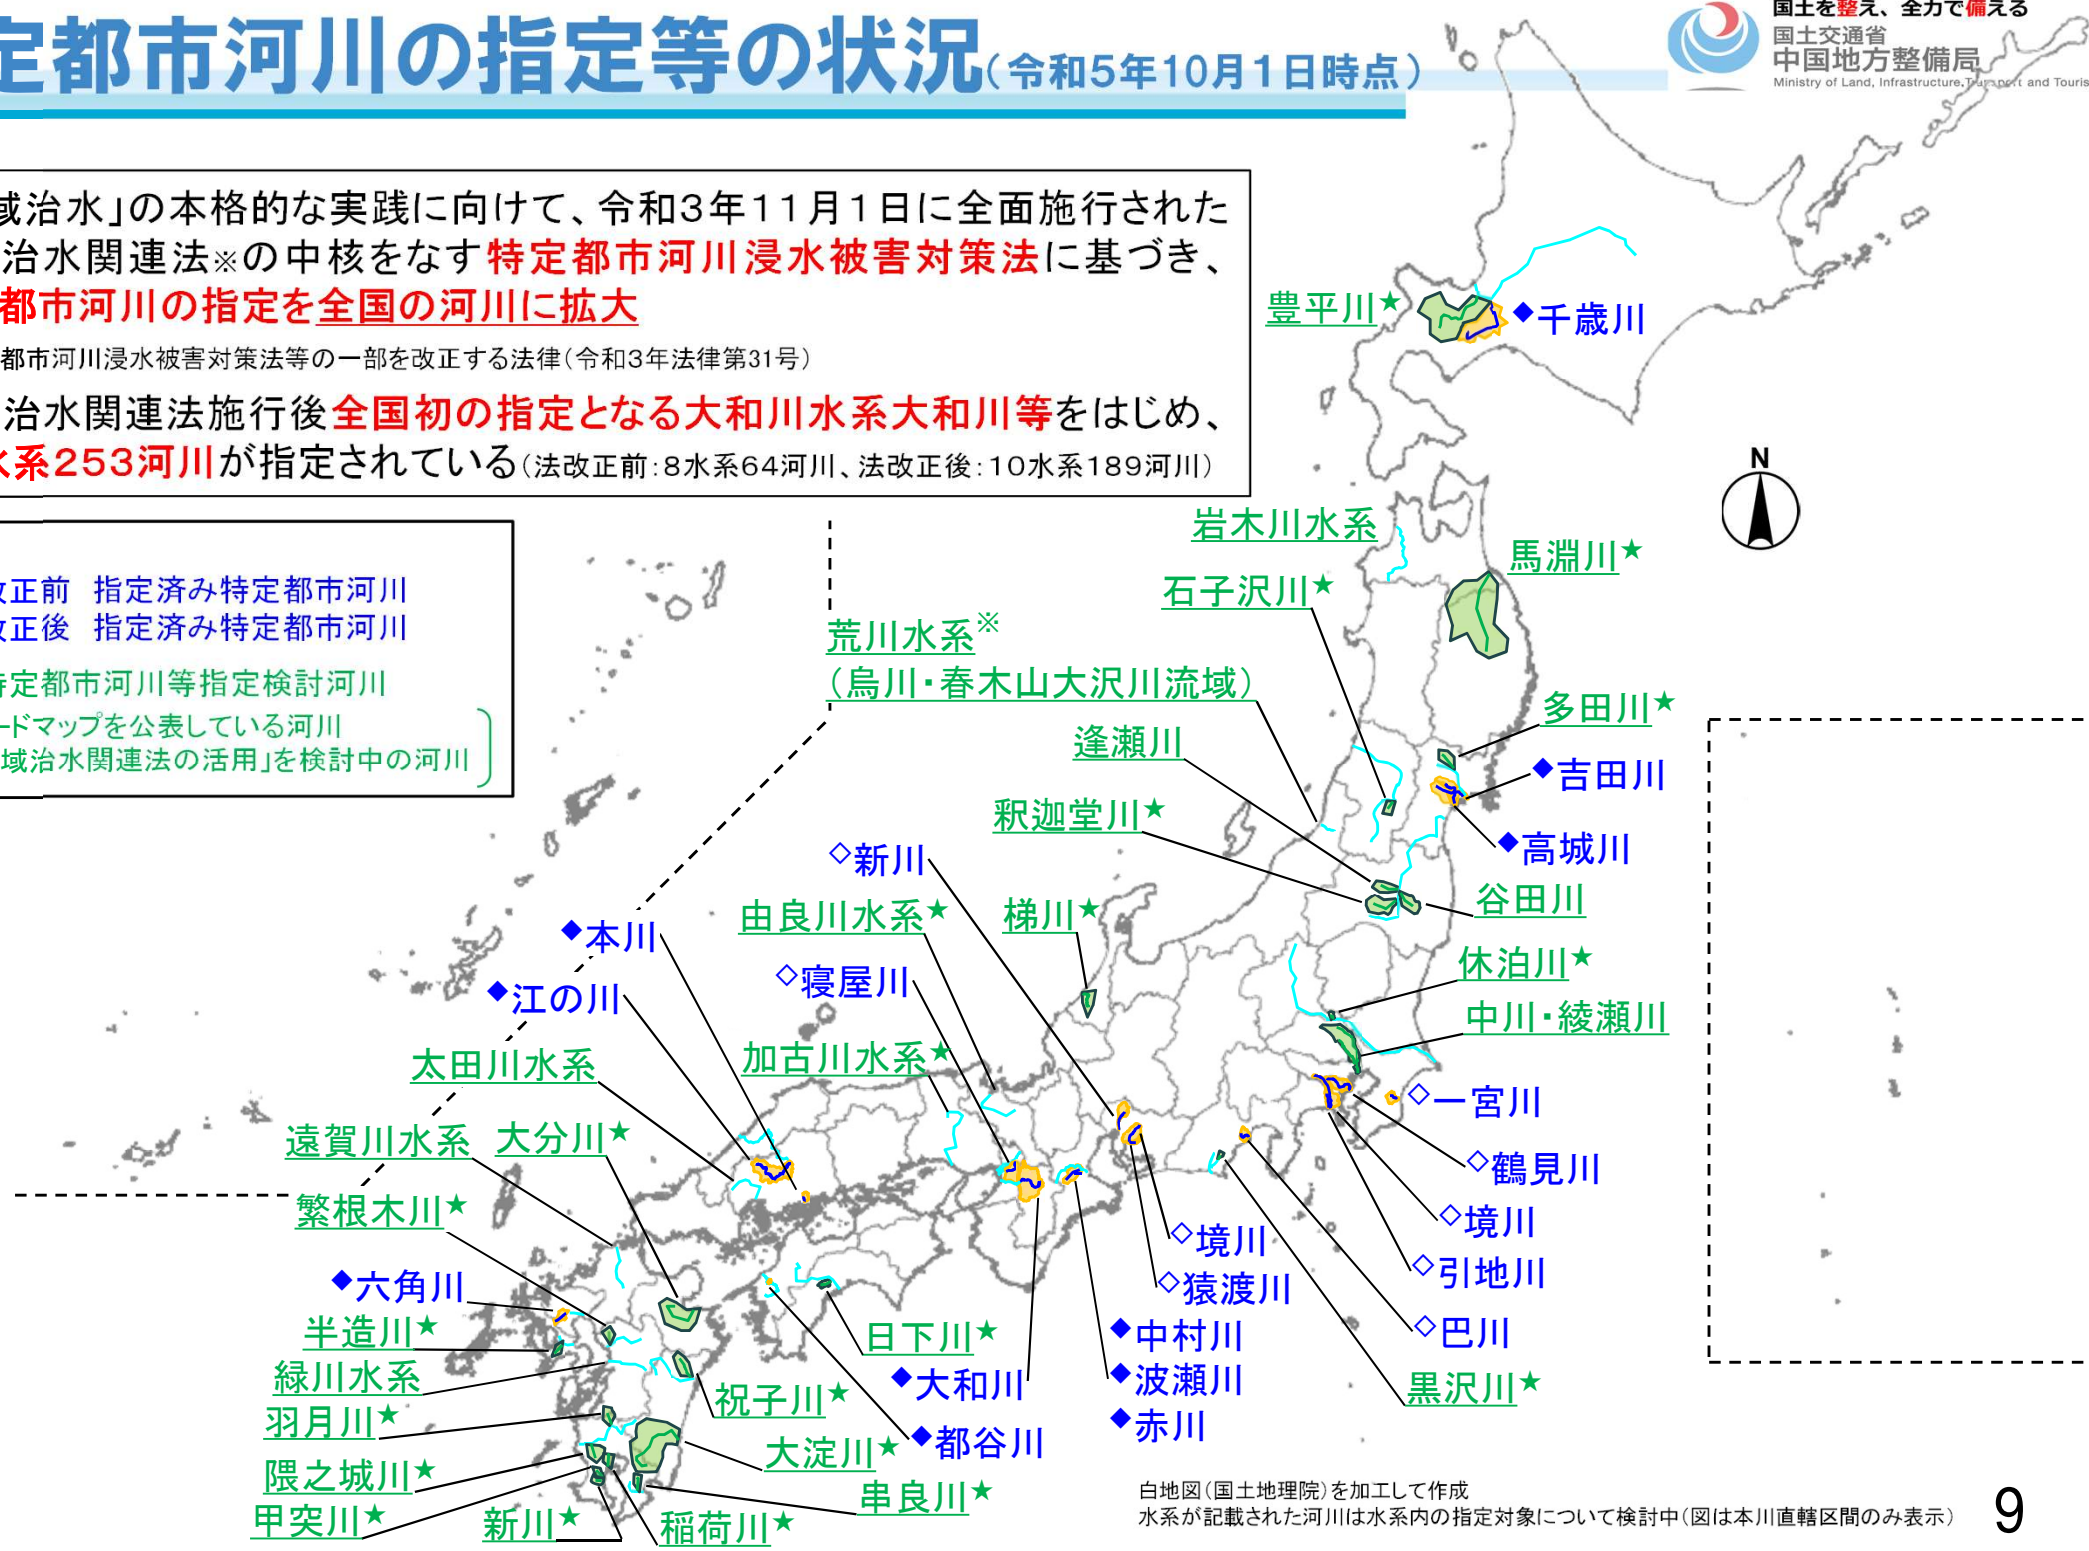 定都市河川の指定等の状況(令和5年10月1日時点)
国土を整え、全力で備える
国土交通省
中国地方整備局
Ministry of Land, Infrastructure, Transport and Touris
域治水」の本格的な実践に向けて、令和3年11月1日に全面施行された
治水関連法※の中核をなす特定都市河川浸水被害対策法に基づき、
都市河川の指定を全国の河川に拡大
都市河川浸水被害対策法等の一部を改正する法律(令和3年法律第31号)
治水関連法施行後全国初の指定となる大和川水系大和川等をはじめ、
水系253河川が指定されている(法改正前:8水系64河川、法改正後:10水系189河川)
改正前 指定済み特定都市河川
改正後 指定済み特定都市河川
特定都市河川等指定検討河川
ードマップを公表している河川
域治水関連法の活用」を検討中の河川
豊平川★
◆千歳川
N
岩木川水系
馬淵川★
石子沢川★
荒川水系※
(烏川・春木山大沢川流域)
多田川★
逢瀬川
◆吉田川
釈迦堂川★
◆高城川
◇新川
谷田川
由良川水系★
梯川★
◆本川
休泊川★
◇寝屋川
◆江の川
中川・綾瀬川
加古川水系★
太田川水系
◇一宮川
遠賀川水系
大分川★
◇鶴見川
繁根木川★
◇境川
◇境川
◇引地川
◆六角川
◇猿渡川
半造川★
日下川★
◆中村川
◇巴川
緑川水系
◆大和川
◆波瀬川
黒沢川★
祝子川★
羽月川★
◆赤川
大淀川★
◆都谷川
隈之城川★
串良川★
甲突川★
新川★
稲荷川★
白地図(国土地理院)を加工して作成
水系が記載された河川は水系内の指定対象について検討中(図は本川直轄区間のみ表示)
9